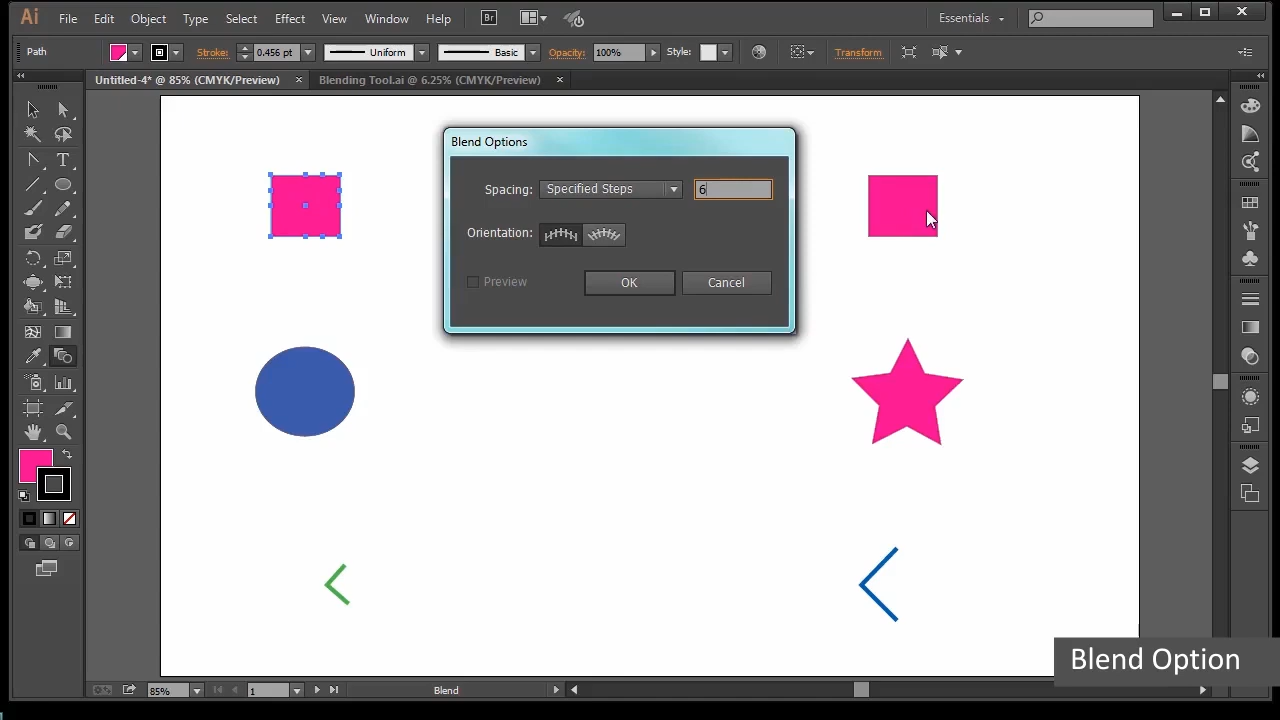 Ai File Edit Object Type Select Effect View Window Help Br Essentials
Path Stroke: 0.456 pt Uniform Basic Opacity: 100% Style: Transform
Untitled-4* @ 85% (CMYK/Preview) × Blending Tool.ai @ 6.25% (CMYK/Preview) ×
Blend Options
Spacing: Specified Steps 6
Orientation:
Preview OK Cancel
Blend Option
85% 1 Blend